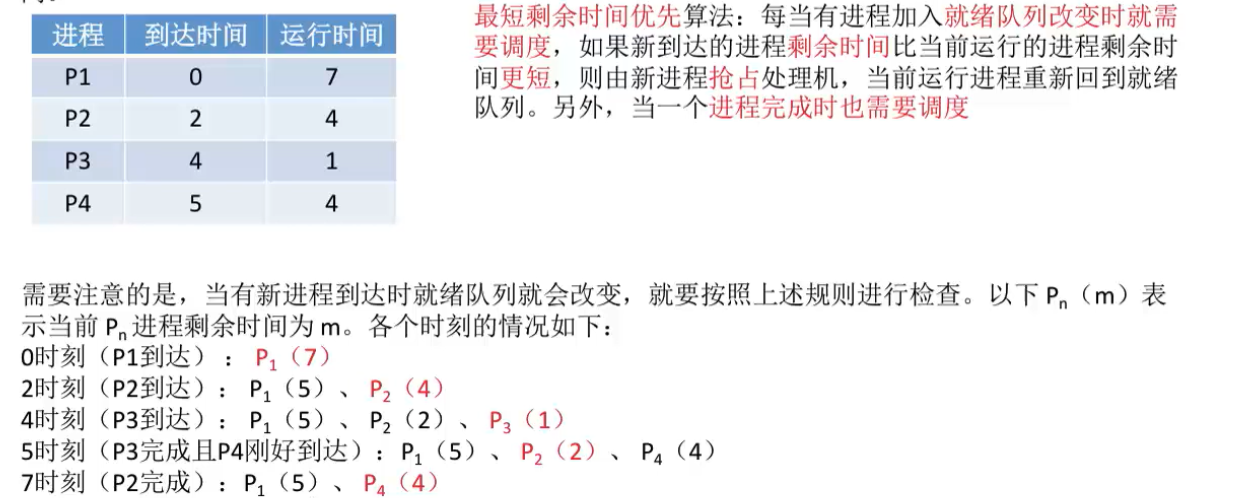 进程 到达时间 运行时间
P1 0 7
P2 2 4
P3 4 1
P4 5 4
最短剩余时间优先算法：每当有进程加入就绪队列改变时就需
要调度，如果新到达的进程剩余时间比当前运行的进程剩余时
间更短，则由新进程抢占处理机，当前运行进程重新回到就绪
队列。另外，当一个进程完成时也需要调度
需要注意的是，当有新进程到达时就绪队列就会改变，就要按照上述规则进行检查。以下 Pn（m）表
示当前 Pn 进程剩余时间为 m。各个时刻的情况如下：
0时刻（P1到达）：P1（7）
2时刻（P2到达）：P1（5）、P2（4）
4时刻（P3到达）：P1（5）、P2（2）、P3（1）
5时刻（P3完成且P4刚好到达）：P1（5）、P2（2）、P4（4）
7时刻（P2完成）：P1（5）、P4（4）